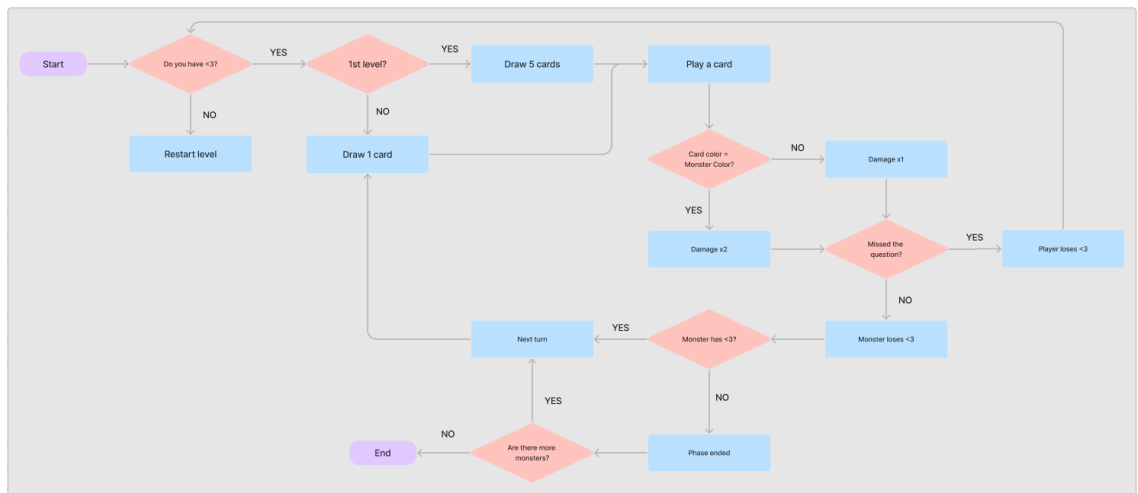 Start
Do you have <3?
YES
1st level?
YES
Draw 5 cards
Play a card
NO
Restart level
NO
Draw 1 card
Card color =
Monster Color?
NO
Damage x1
YES
Damage x2
Missed the
question?
YES
Player loses <3
NO
Monster loses <3
Monster has <3?
YES
Next turn
NO
Phase ended
Are there more
monsters?
YES
NO
End